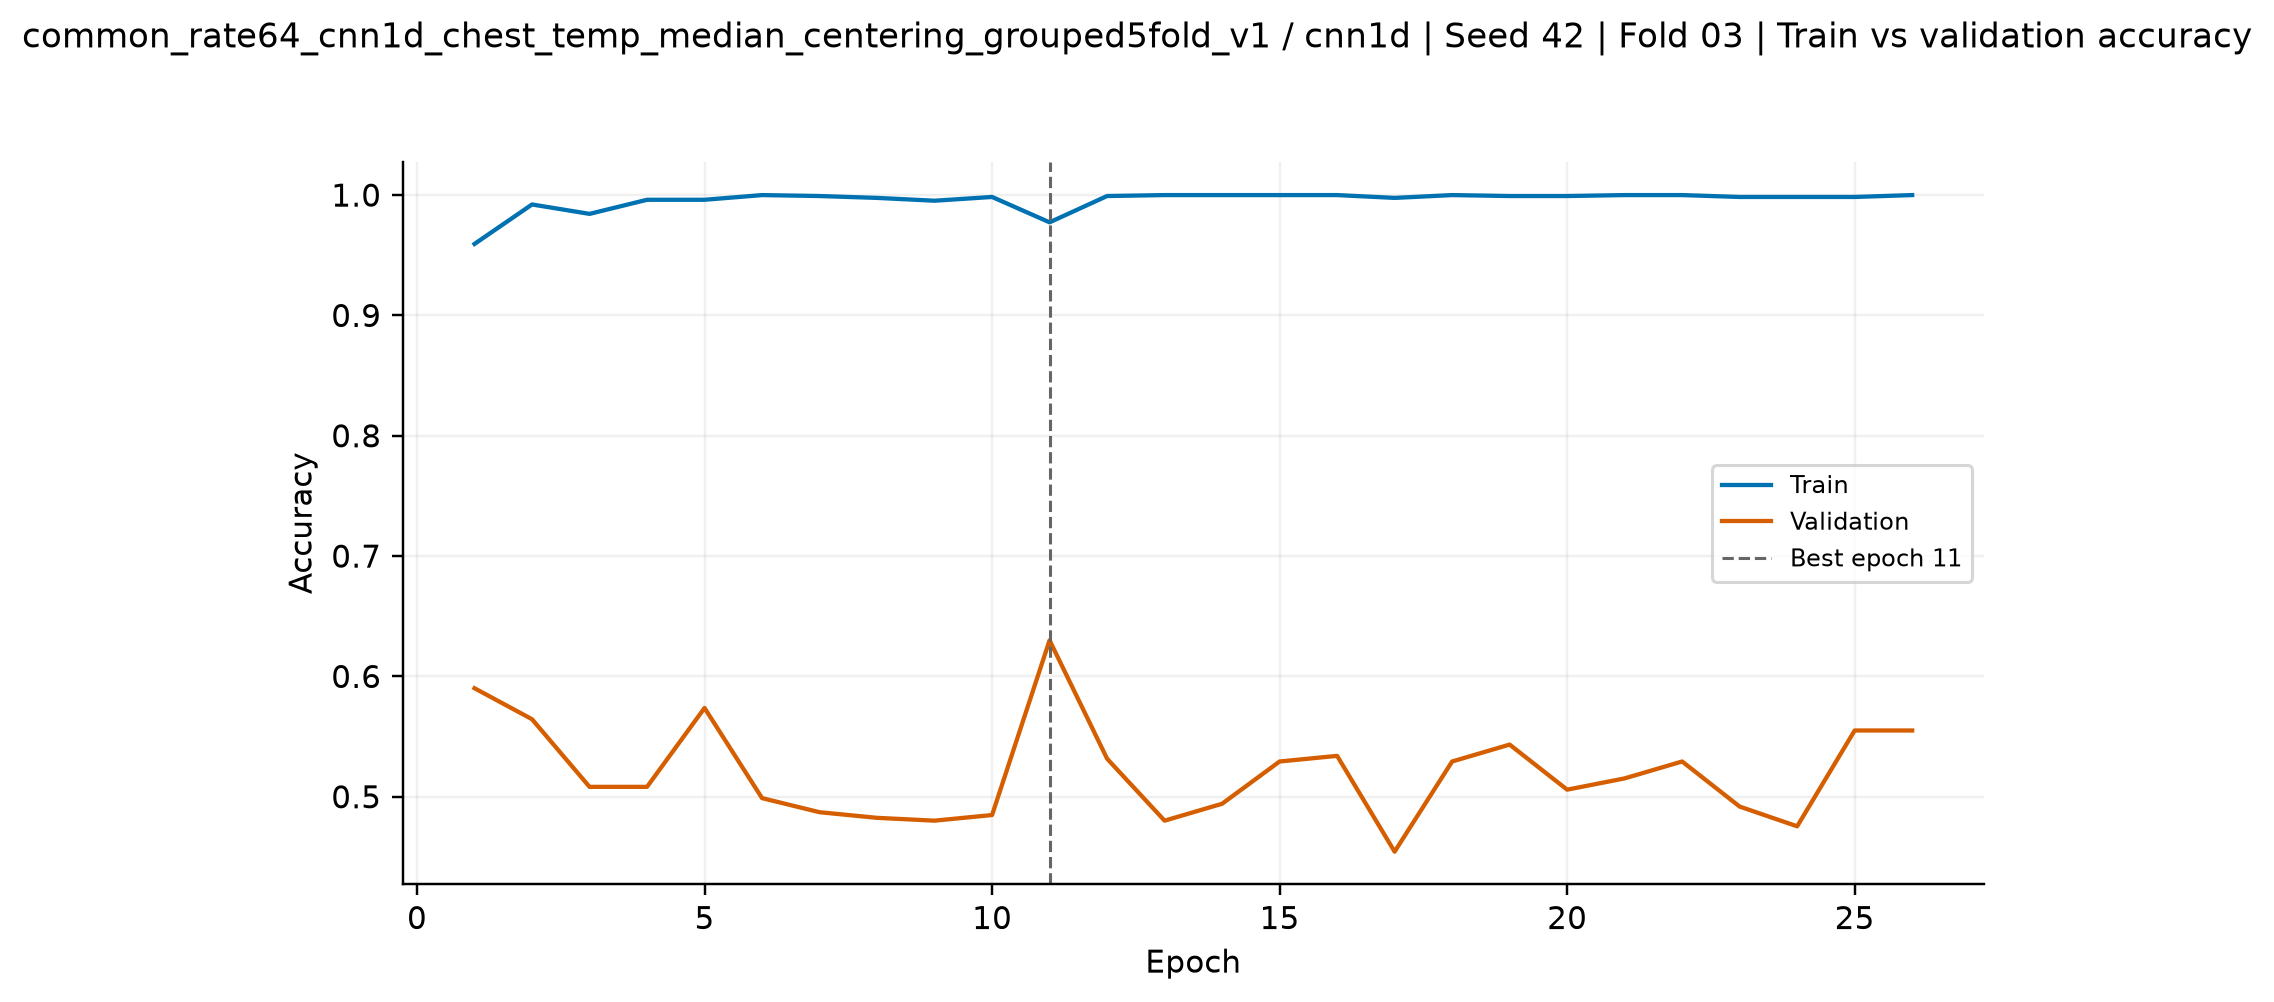 common_rate64_cnn1d_chest_temp_median_centering_grouped5fold_v1 / cnn1d | Seed 42 | Fold 03 | Train vs validation accuracy
1.0
0.9
0.8
0.7
0.6
0.5
Accuracy
Train
Validation
Best epoch 11
0 5 10 15 20 25
Epoch